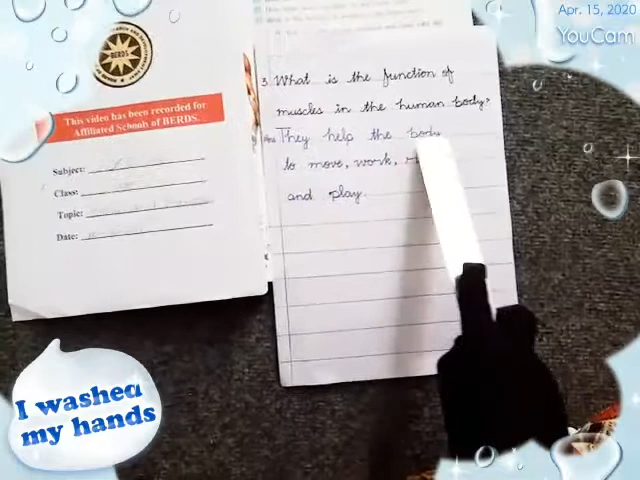 Apr. 15, 2020
YouCam
BERDS
This video has been recorded for
Affiliated Schools of BERDS.
Subject:
Class:
Topic:
Date:
3. What is the function of
muscles in the human body?
Ans They help the body
to move, work,
and play.
I washed
my hands